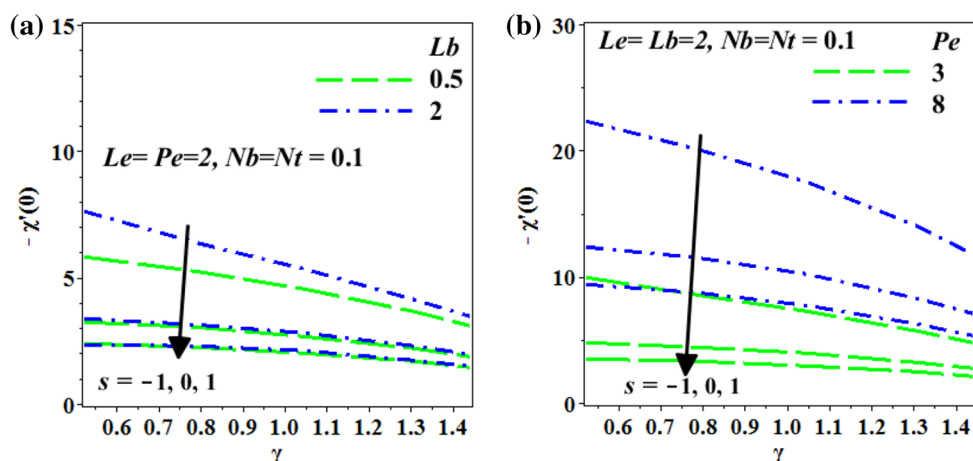 (a)
15
10
5
0
- χ'(0)
Lb
0.5
2
Le= Pe=2, Nb=Nt = 0.1
s = −1, 0, 1
0.6 0.7 0.8 0.9 1.0 1.1 1.2 1.3 1.4
γ
(b)
30
20
10
0
- χ'(0)
Le= Lb=2, Nb=Nt = 0.1
Pe
3
8
s = −1, 0, 1
0.6 0.7 0.8 0.9 1.0 1.1 1.2 1.3 1.4
γ